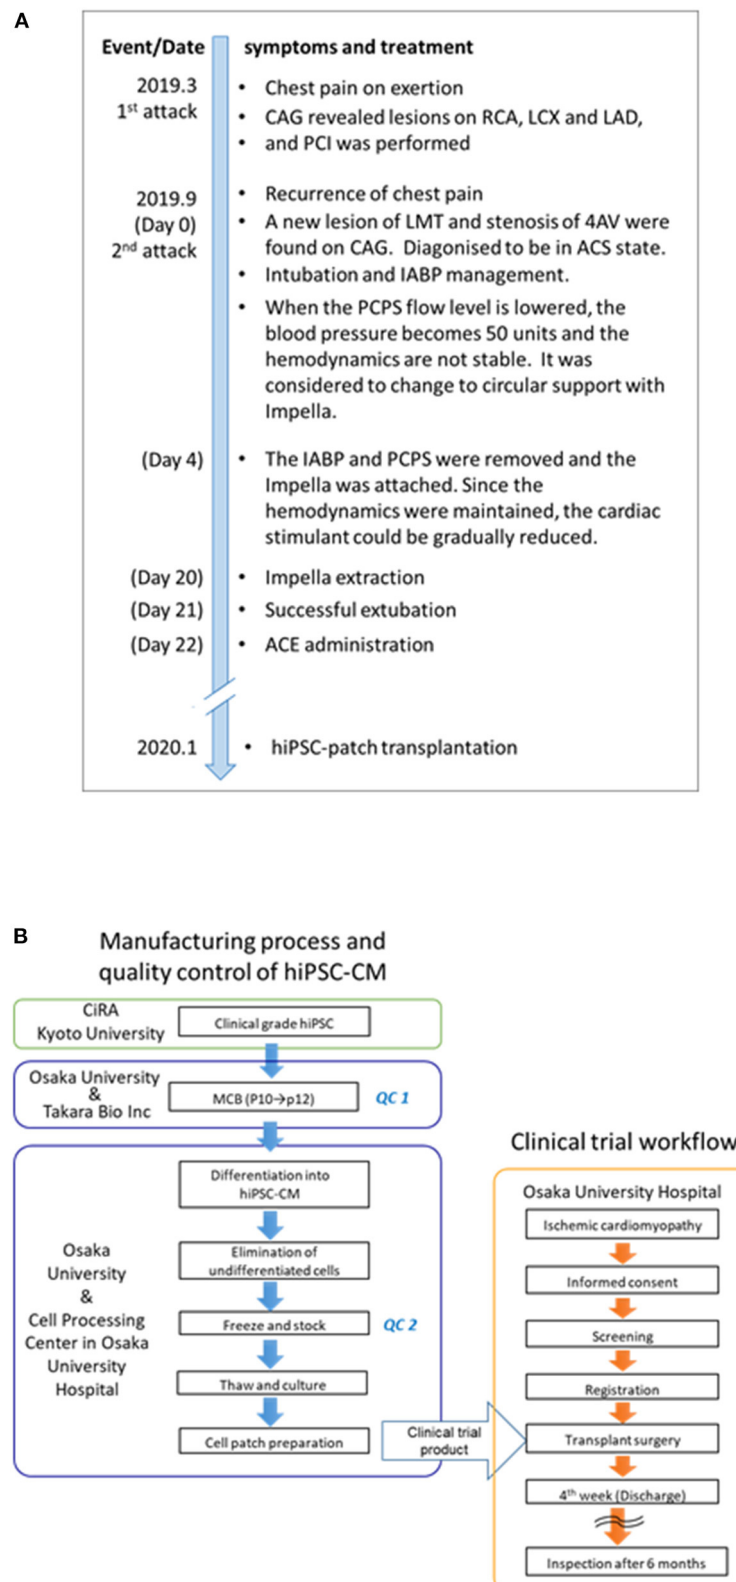 A
Event/Date symptoms and treatment
2019.3
1st attack
• Chest pain on exertion
• CAG revealed lesions on RCA, LCX and LAD,
• and PCI was performed
2019.9
(Day 0)
2nd attack
• Recurrence of chest pain
• A new lesion of LMT and stenosis of 4AV were
found on CAG. Diagonised to be in ACS state.
• Intubation and IABP management.
• When the PCPS flow level is lowered, the
blood pressure becomes 50 units and the
hemodynamics are not stable. It was
considered to change to circular support with
Impella.
(Day 4) • The IABP and PCPS were removed and the
Impella was attached. Since the
hemodynamics were maintained, the cardiac
stimulant could be gradually reduced.
(Day 20) • Impella extraction
(Day 21) • Successful extubation
(Day 22) • ACE administration
2020.1 • hiPSC-patch transplantation
B
Manufacturing process and
quality control of hiPSC-CM
CiRA
Kyoto University
Clinical grade hiPSC
Osaka University
&
Takara Bio Inc
MCB (P10→p12)
QC 1
Osaka
University
&
Cell Processing
Center in Osaka
University
Hospital
Differentiation into
hiPSC-CM
Elimination of
undifferentiated cells
Freeze and stock
QC 2
Thaw and culture
Cell patch preparation
Clinical trial
product
Clinical trial workflow
Osaka University Hospital
Ischemic cardiomyopathy
Informed consent
Screening
Registration
Transplant surgery
4th week (Discharge)
Inspection after 6 months